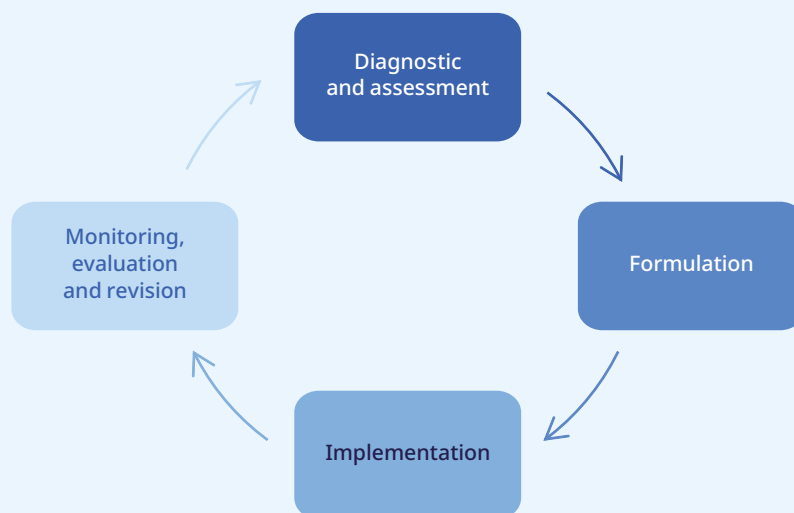 Diagnostic
and assessment
Formulation
Implementation
Monitoring,
evaluation
and revision